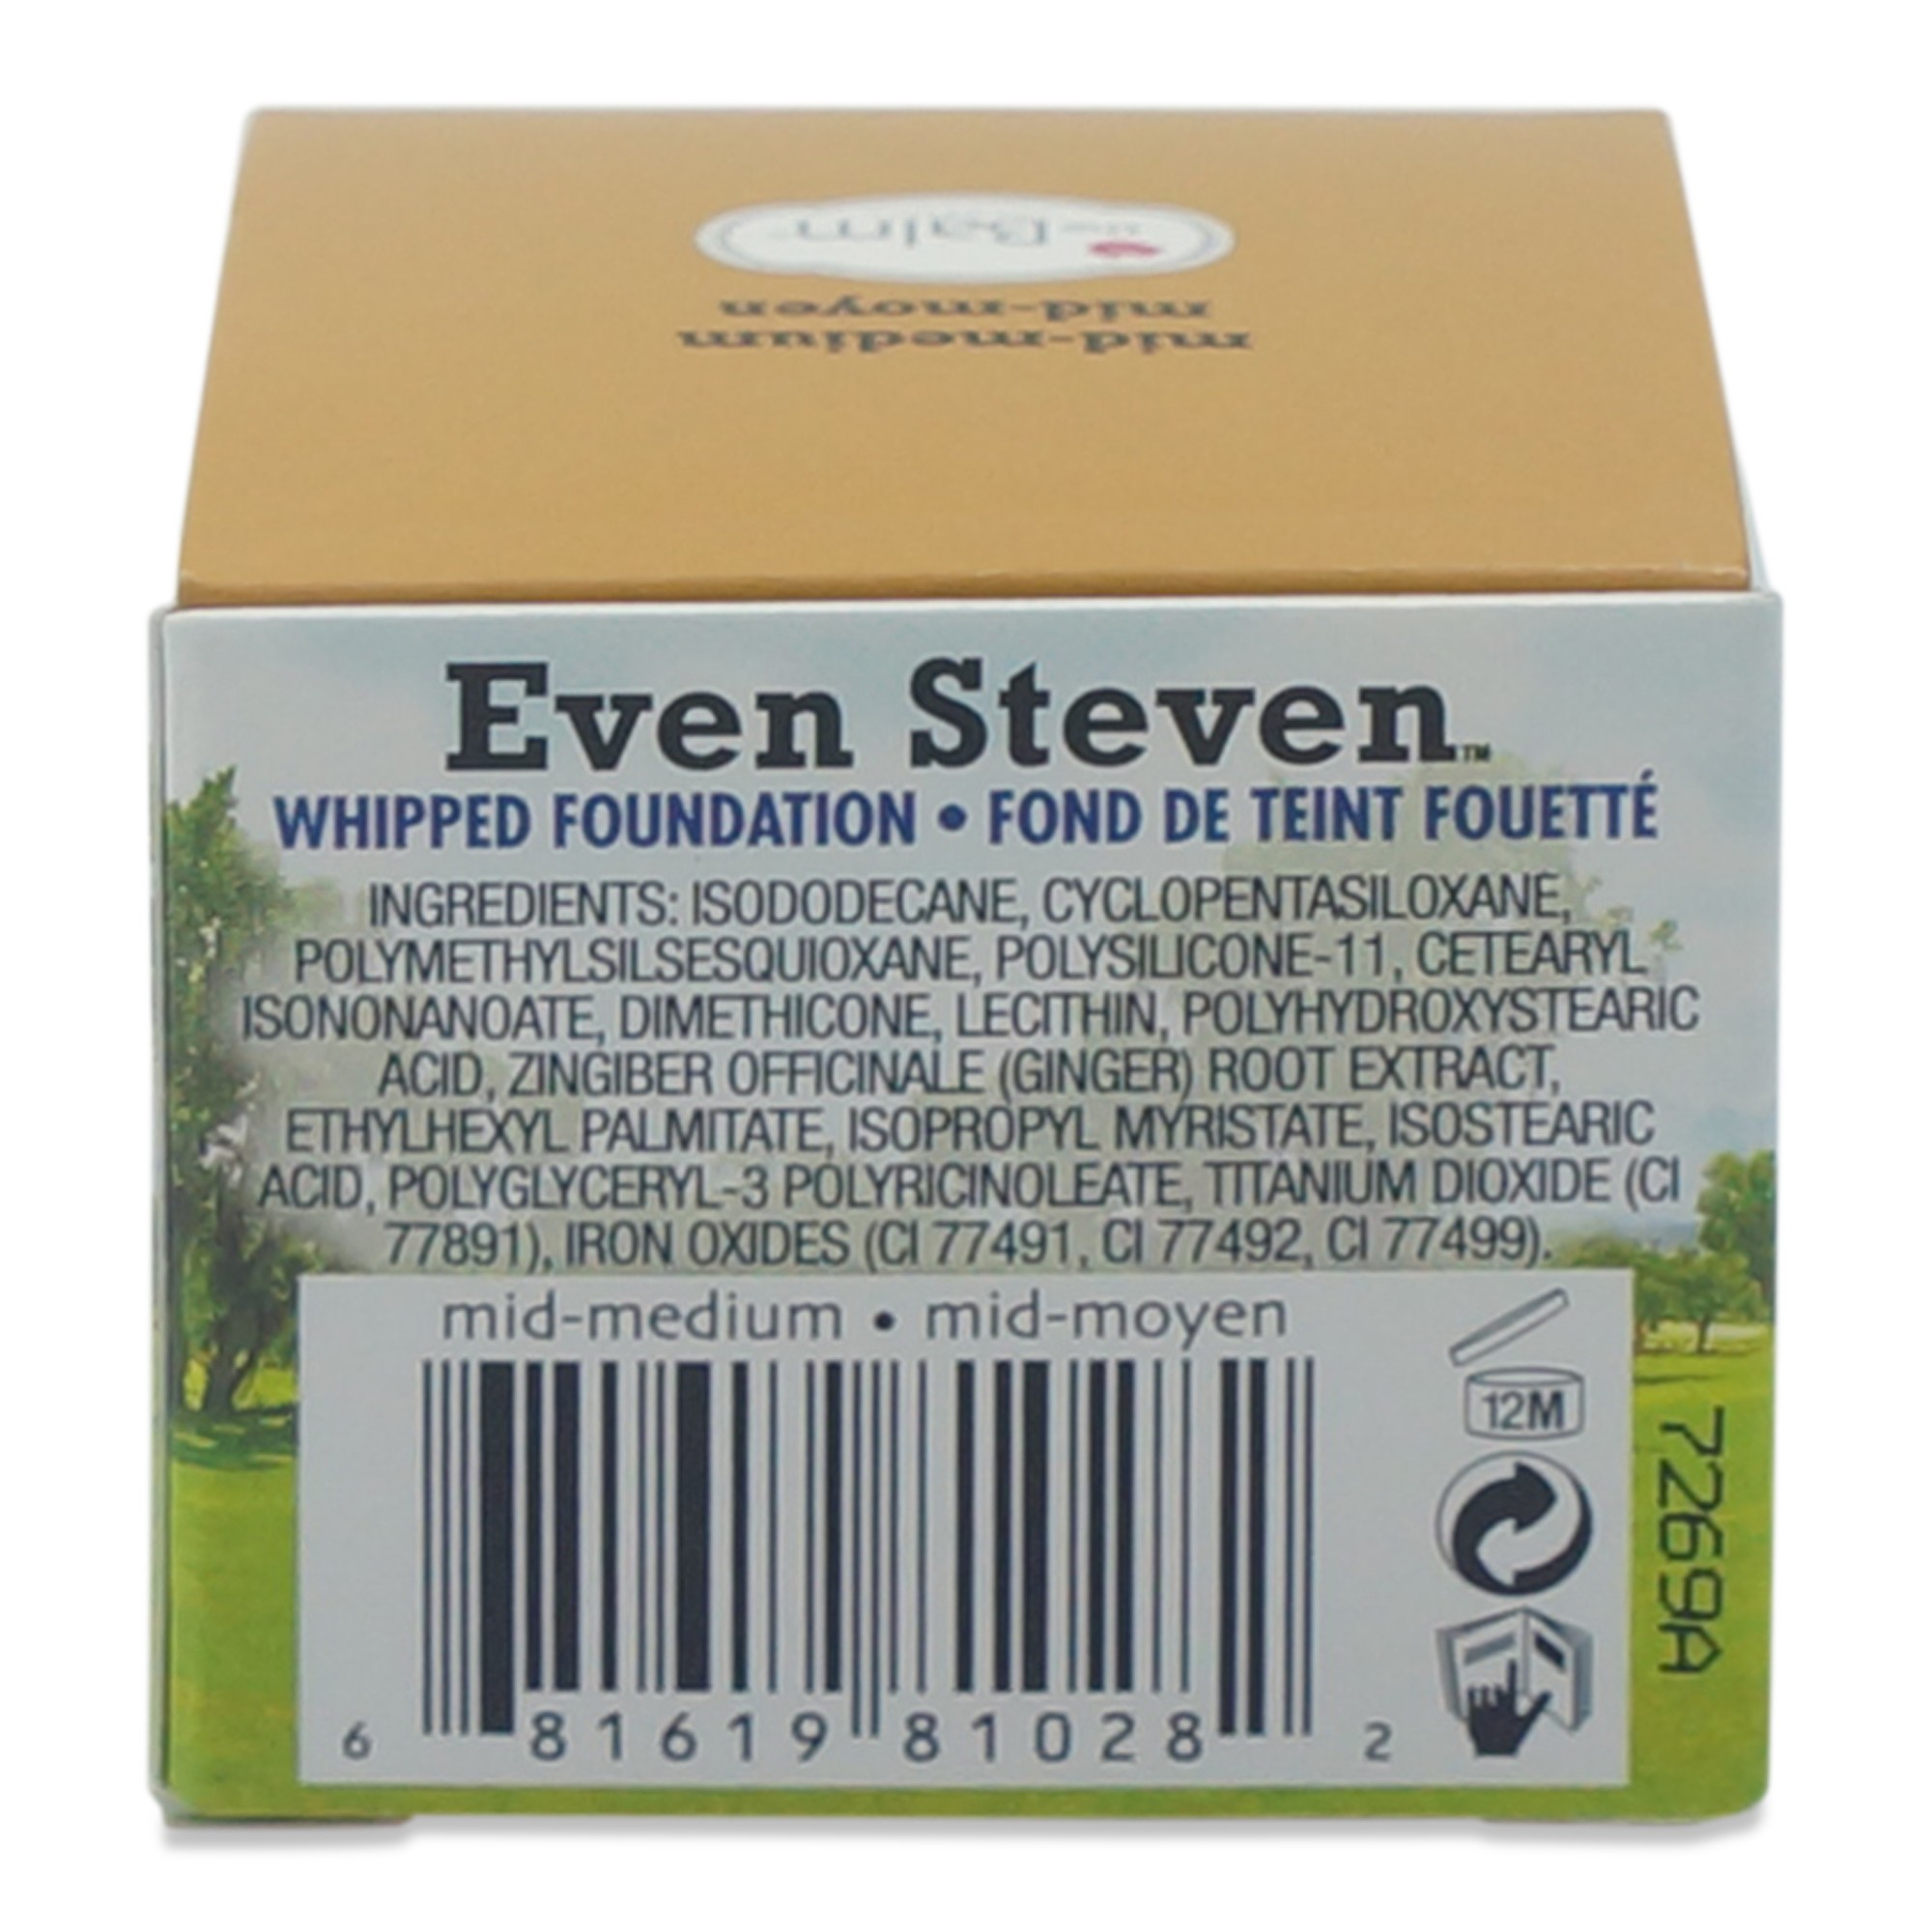 the Balm
mid-moyen
mid-medium
Even Steven™
WHIPPED FOUNDATION • FOND DE TEINT FOUETTÉ
INGREDIENTS: ISODODECANE, CYCLOPENTASILOXANE,
POLYMETHYLSILSESQUIOXANE, POLYSILICONE-11, CETEARYL
ISONONANOATE, DIMETHICONE, LECITHIN, POLYHYDROXYSTEARIC
ACID, ZINGIBER OFFICINALE (GINGER) ROOT EXTRACT,
ETHYLHEXYL PALMITATE, ISOPROPYL MYRISTATE, ISOSTEARIC
ACID, POLYGLYCERYL-3 POLYRICINOLEATE, TITANIUM DIOXIDE (CI
77891), IRON OXIDES (CI 77491, CI 77492, CI 77499).
mid-medium • mid-moyen
12M
7269A
6 81619 81028 2